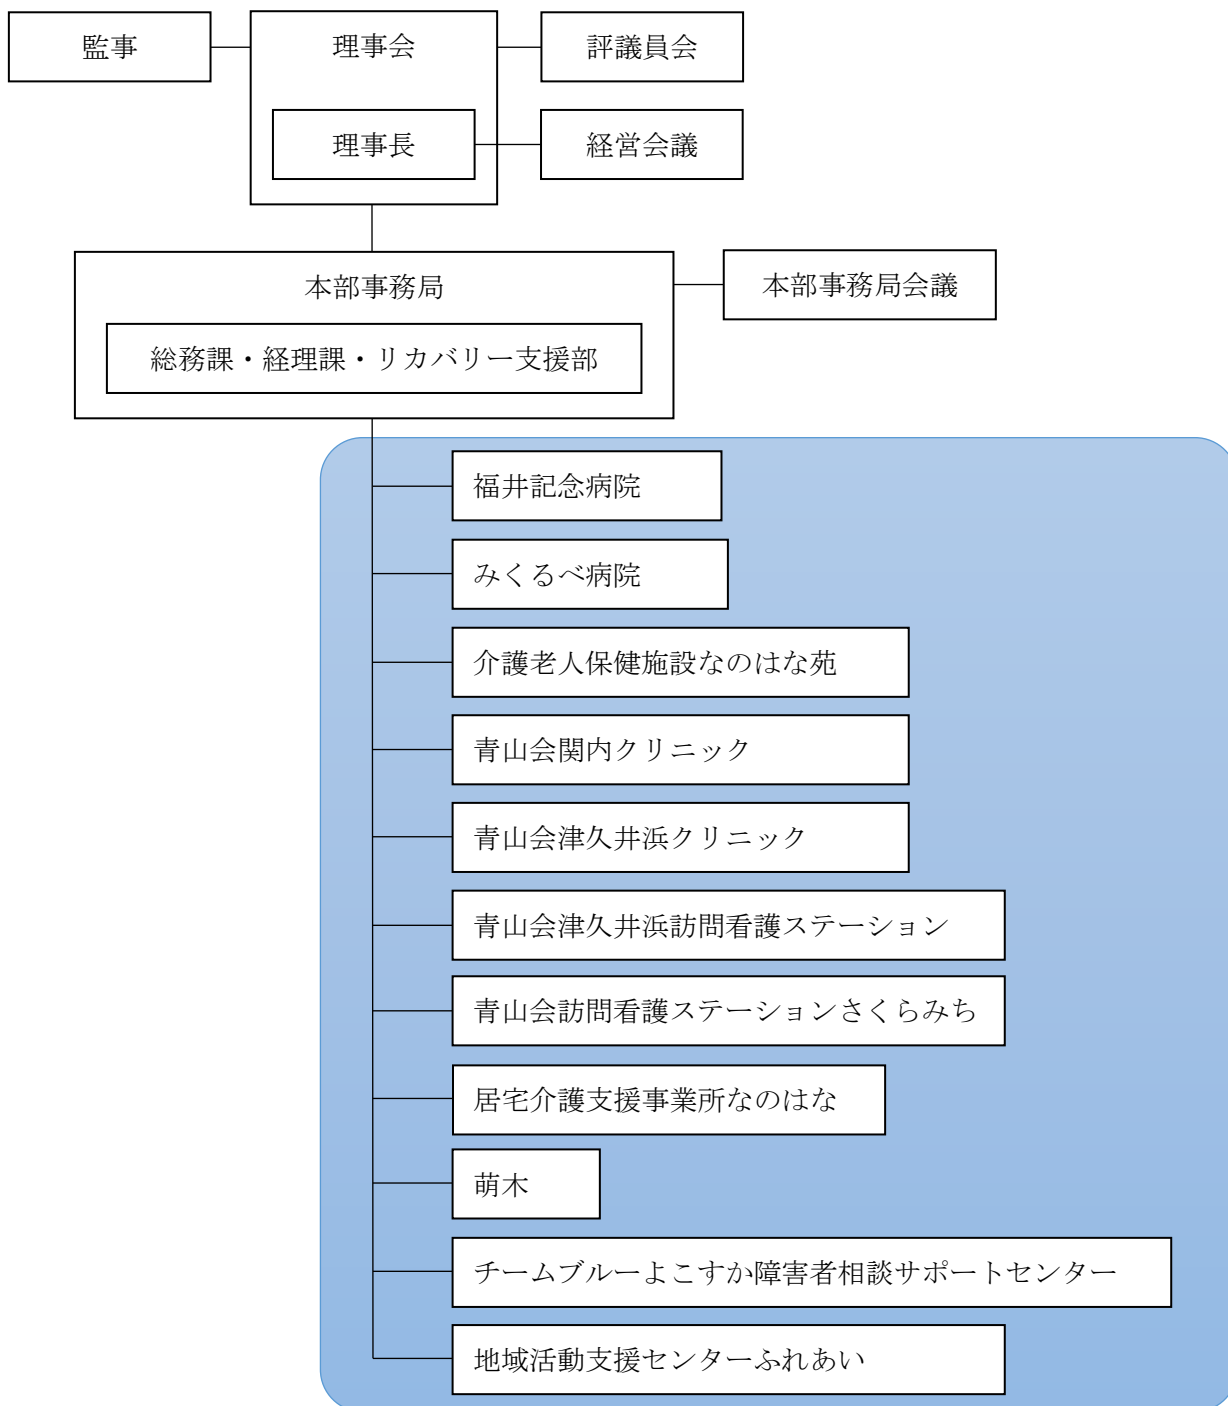 監事
理事会
評議員会
理事長
経営会議
本部事務局
本部事務局会議
総務課・経理課・リカバリー支援部
福井記念病院
みくるべ病院
介護老人保健施設なのはな苑
青山会関内クリニック
青山会津久井浜クリニック
青山会津久井浜訪問看護ステーション
青山会訪問看護ステーションさくらみち
居宅介護支援事業所なのはな
萌木
チームブルーよこすか障害者相談サポートセンター
地域活動支援センターふれあい